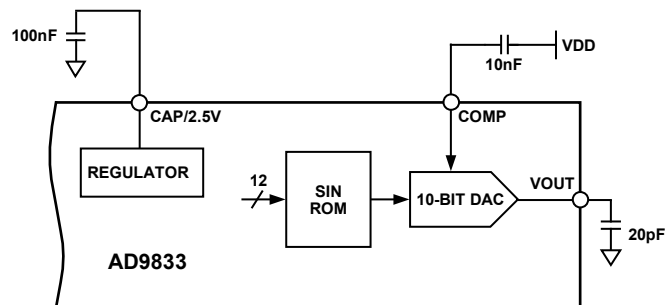 100nF
VDD
10nF
CAP/2.5V
COMP
REGULATOR
12
SIN
ROM
10-BIT DAC
VOUT
20pF
AD9833